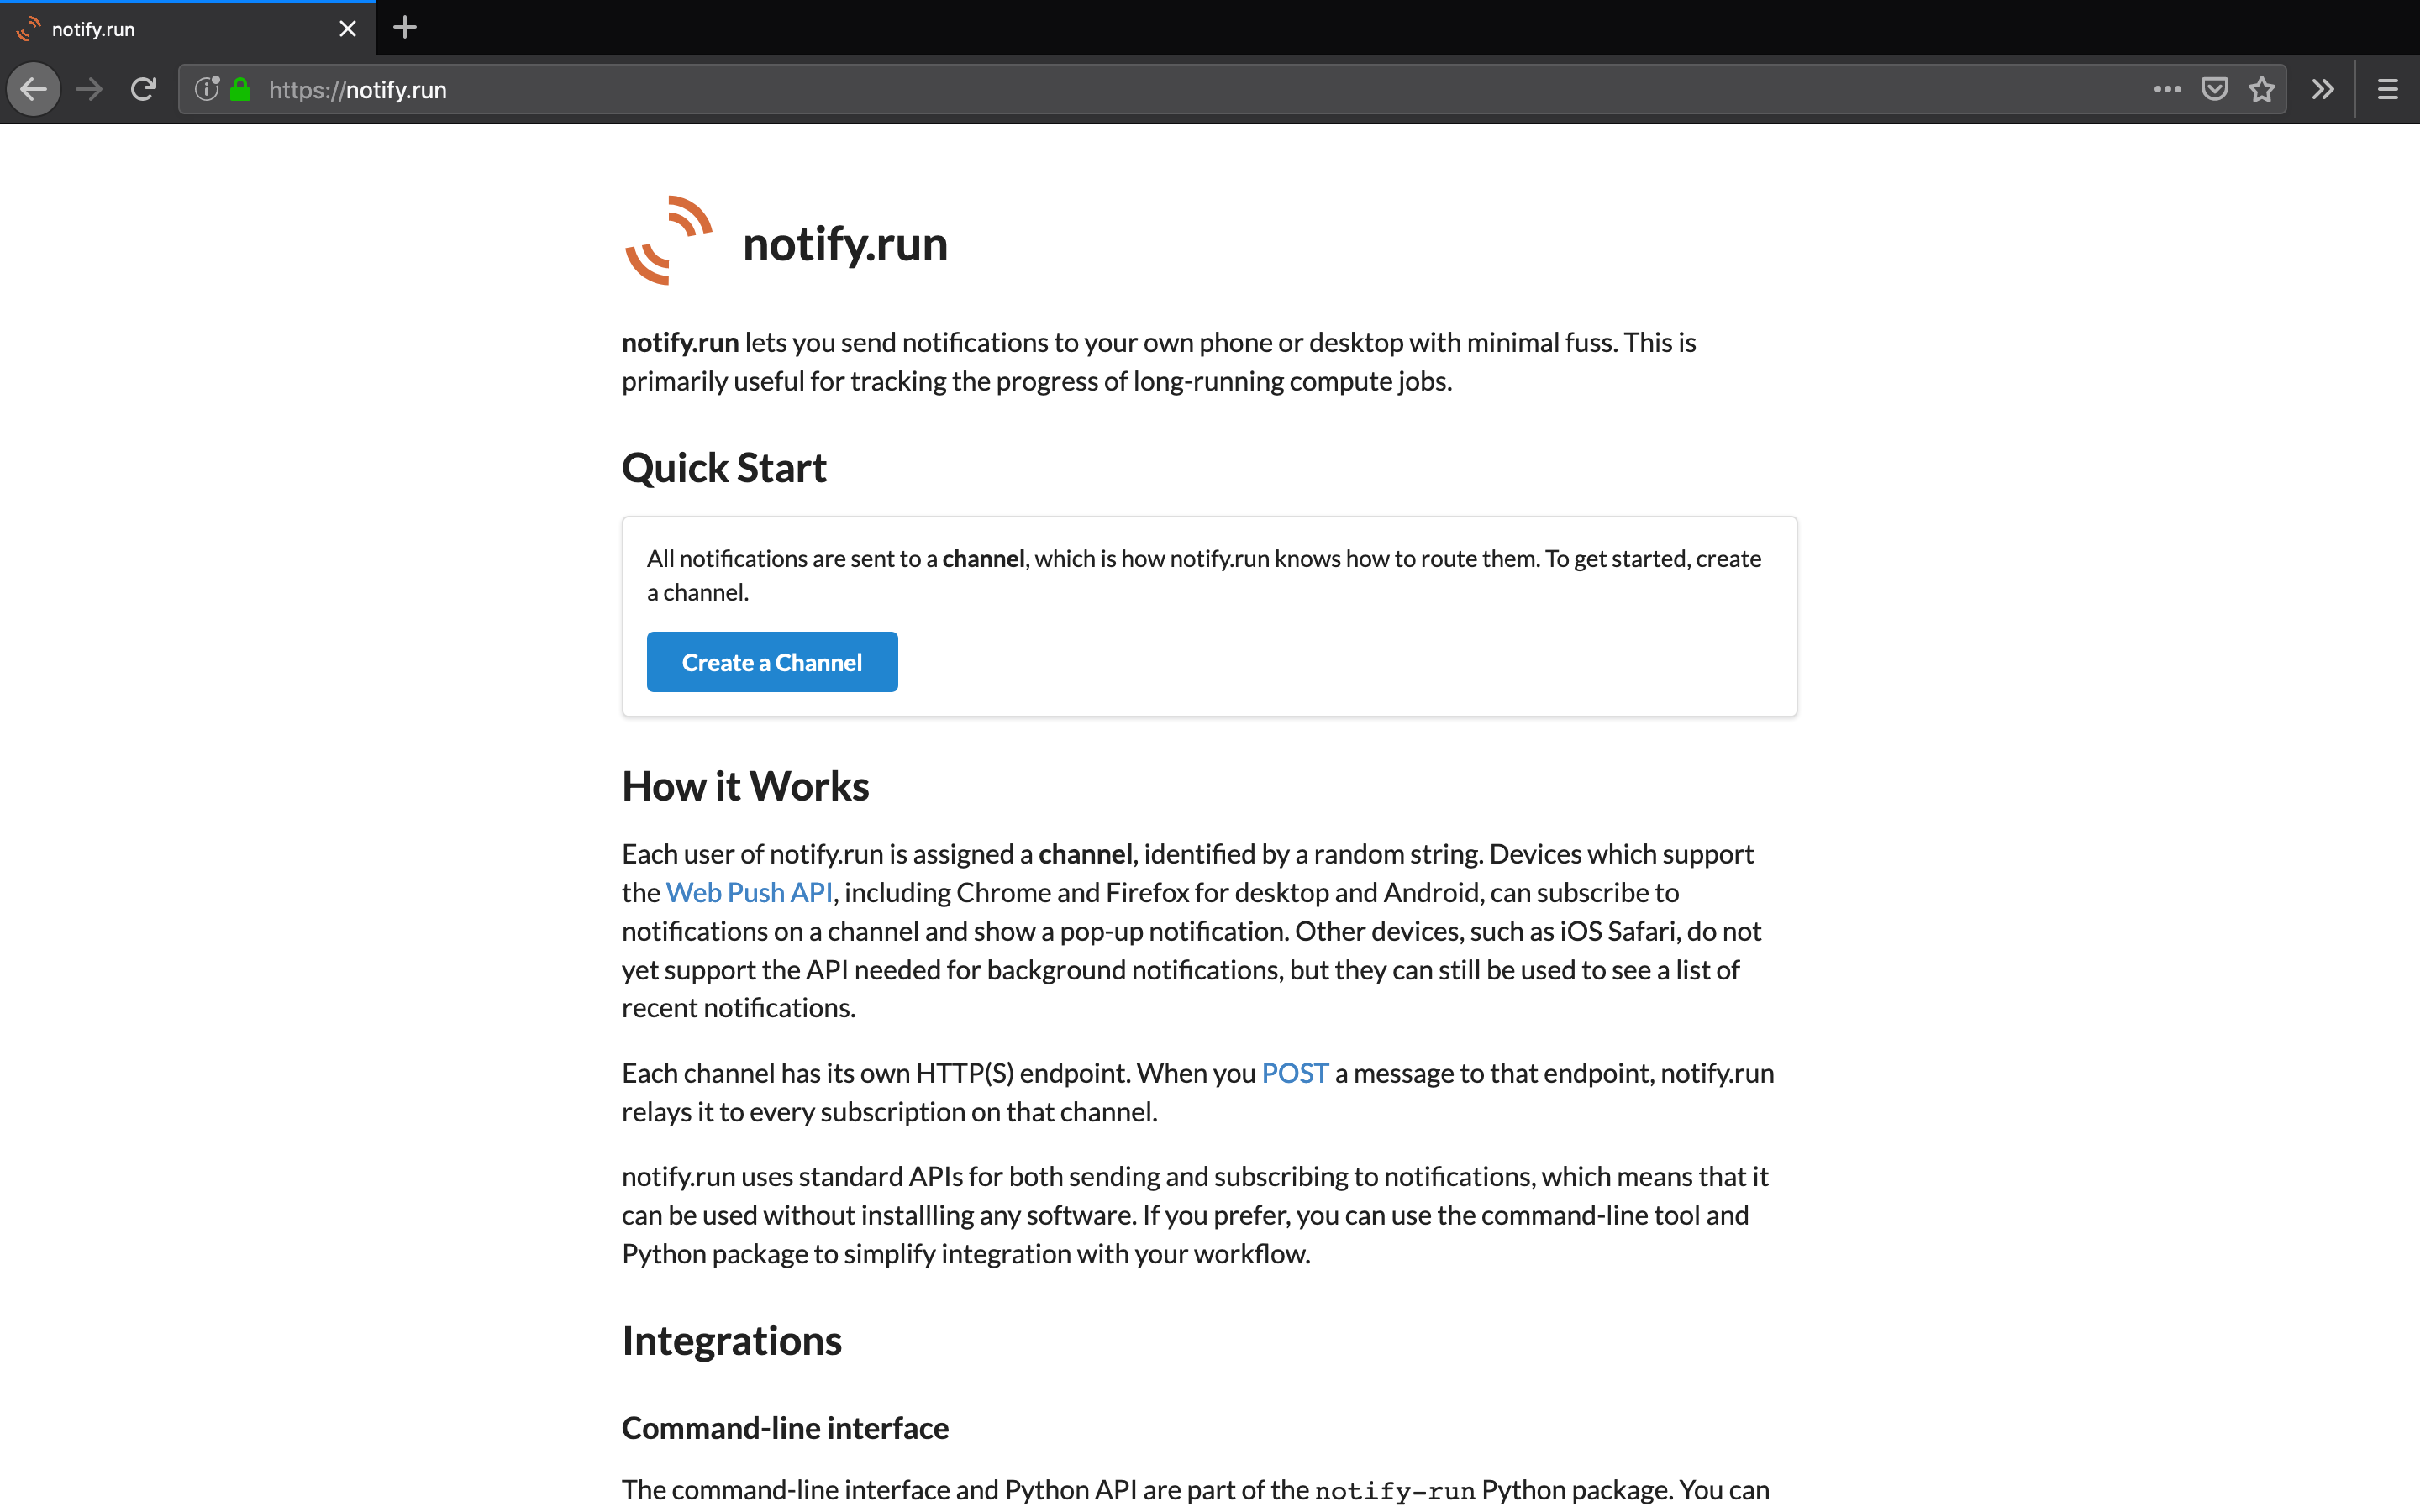 notify.run
https://notify.run
notify.run
notify.run lets you send notifications to your own phone or desktop with minimal fuss. This is
primarily useful for tracking the progress of long-running compute jobs.
Quick Start
All notifications are sent to a channel, which is how notify.run knows how to route them. To get started, create
a channel.
Create a Channel
How it Works
Each user of notify.run is assigned a channel, identified by a random string. Devices which support
the Web Push API, including Chrome and Firefox for desktop and Android, can subscribe to
notifications on a channel and show a pop-up notification. Other devices, such as iOS Safari, do not
yet support the API needed for background notifications, but they can still be used to see a list of
recent notifications.
Each channel has its own HTTP(S) endpoint. When you POST a message to that endpoint, notify.run
relays it to every subscription on that channel.
notify.run uses standard APIs for both sending and subscribing to notifications, which means that it
can be used without installling any software. If you prefer, you can use the command-line tool and
Python package to simplify integration with your workflow.
Integrations
Command-line interface
The command-line interface and Python API are part of the notify-run Python package. You can